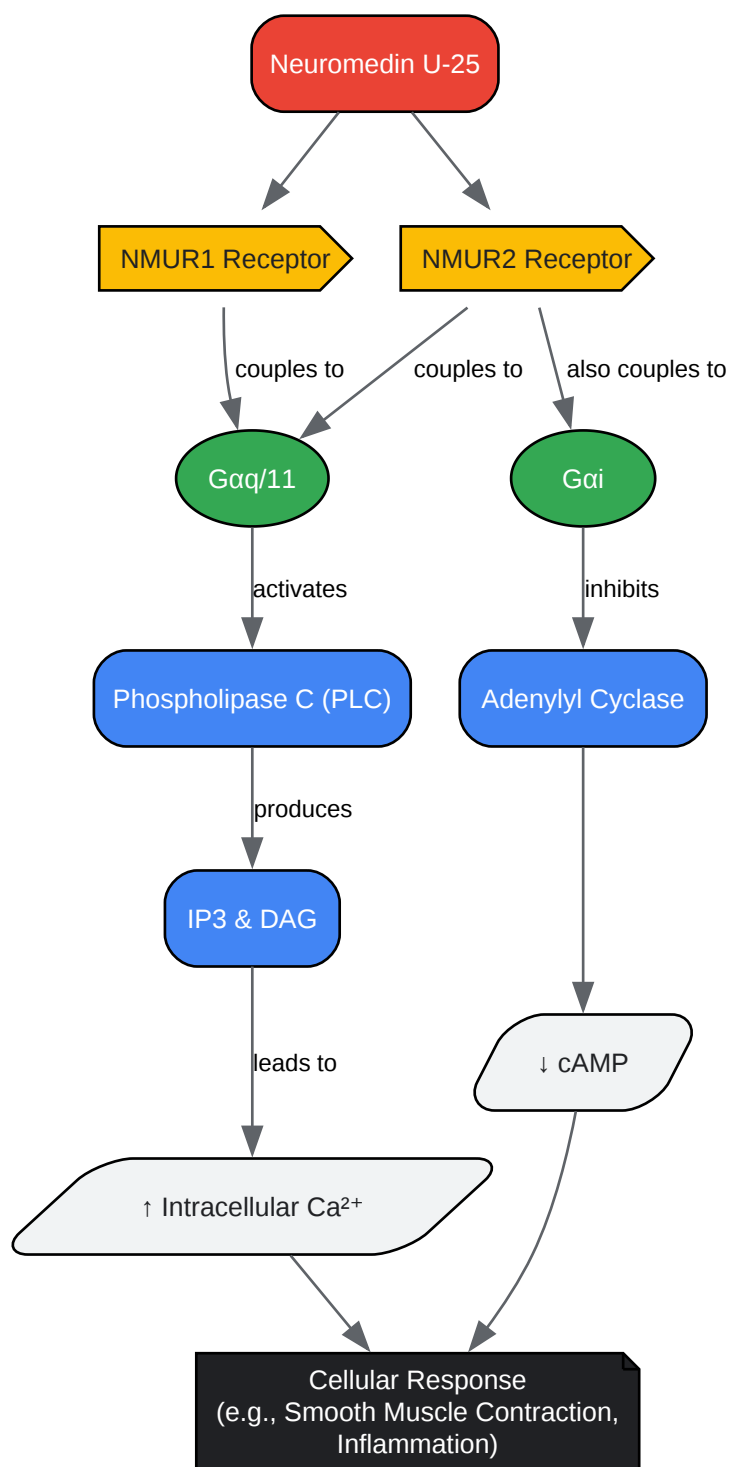 Neuromedin U-25
NMUR1 Receptor
NMUR2 Receptor
couples to
couples to
also couples to
Gαq/11
Gαi
activates
inhibits
Phospholipase C (PLC)
Adenylyl Cyclase
produces
IP3 & DAG
leads to
↓ cAMP
↑ Intracellular Ca²⁺
Cellular Response
(e.g., Smooth Muscle Contraction,
Inflammation)